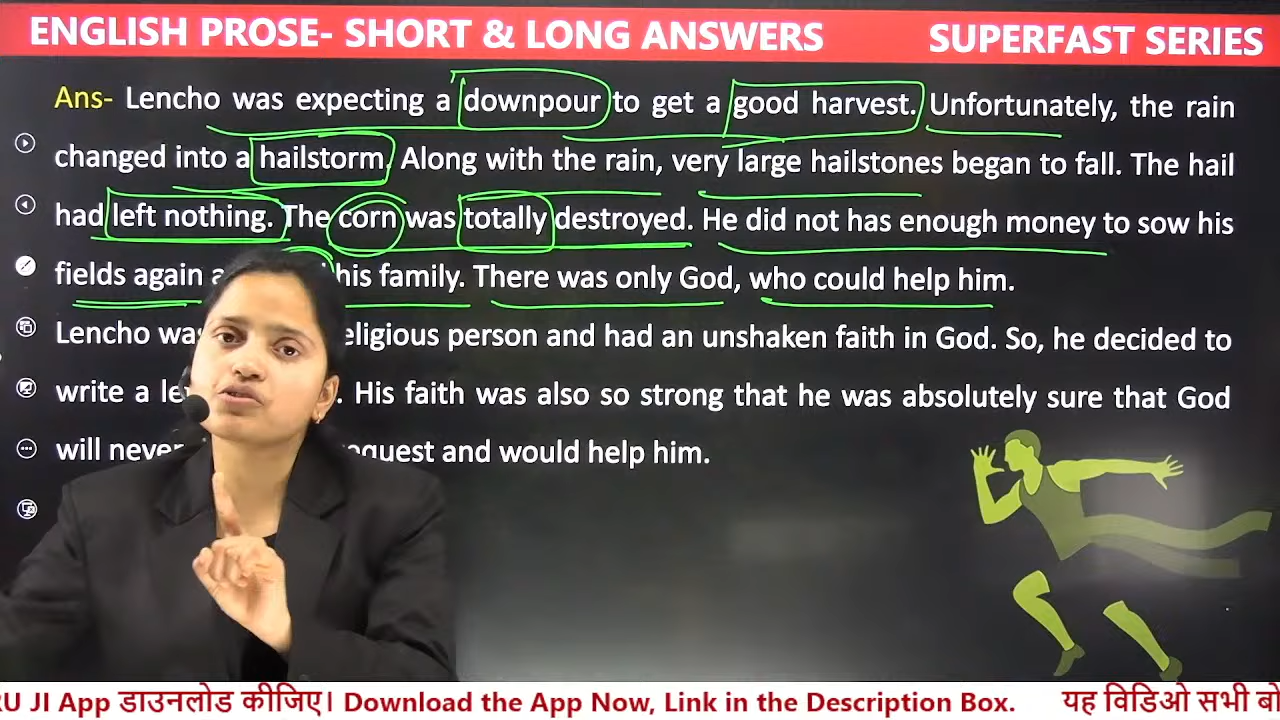 ENGLISH PROSE- SHORT & LONG ANSWERS SUPERFAST SERIES
Ans- Lencho was expecting a downpour to get a good harvest. Unfortunately, the rain
changed into a hailstorm. Along with the rain, very large hailstones began to fall. The hail
had left nothing. The corn was totally destroyed. He did not has enough money to sow his
fields again his family. There was only God, who could help him.
Lencho was religious person and had an unshaken faith in God. So, he decided to
write a His faith was also so strong that he was absolutely sure that God
will never request and would help him.
RU JI App डाउनलोड कीजिए। Download the App Now, Link in the Description Box. यह विडिओ सभी बो